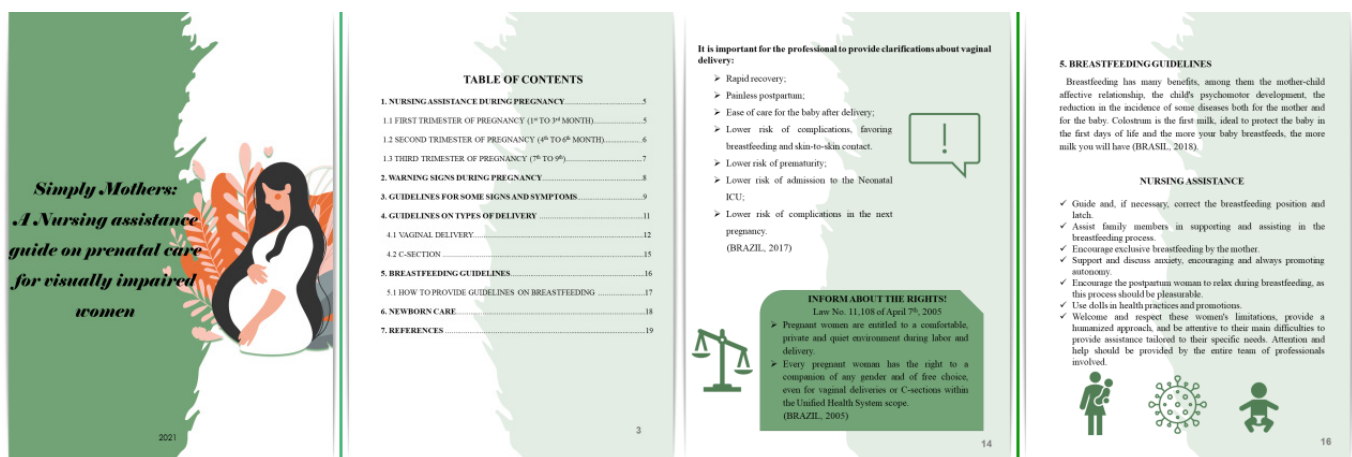 Simply Mothers:
A Nursing assistance
guide on prenatal care
for visually impaired
women
2021
TABLE OF CONTENTS
1. NURSING ASSISTANCE DURING PREGNANCY..............................5
1.1 FIRST TRIMESTER OF PREGNANCY (1st TO 3rd MONTH)..............................5
1.2 SECOND TRIMESTER OF PREGNANCY (4th TO 6th MONTH)..............................6
1.3 THIRD TRIMESTER OF PREGNANCY (7th TO 9th)..............................7
2. WARNING SIGNS DURING PREGNANCY..............................8
3. GUIDELINES FOR SOME SIGNS AND SYMPTOMS..............................9
4. GUIDELINES ON TYPES OF DELIVERY ..............................11
4.1 VAGINAL DELIVERY..............................12
4.2 C-SECTION ..............................15
5. BREASTFEEDING GUIDELINES..............................16
5.1 HOW TO PROVIDE GUIDELINES ON BREASTFEEDING ..............................17
6. NEWBORN CARE..............................18
7. REFERENCES ..............................19
3
It is important for the professional to provide clarifications about vaginal
delivery:
➢ Rapid recovery;
➢ Painless postpartum;
➢ Ease of care for the baby after delivery;
➢ Lower risk of complications, favoring
breastfeeding and skin-to-skin contact.
➢ Lower risk of prematurity;
➢ Lower risk of admission to the Neonatal
ICU;
➢ Lower risk of complications in the next
pregnancy.
(BRAZIL, 2017)
!
INFORM ABOUT THE RIGHTS!
Law No. 11,108 of April 7th, 2005
➢ Pregnant women are entitled to a comfortable,
private and quiet environment during labor and
delivery.
➢ Every pregnant woman has the right to a
companion of any gender and of free choice,
even for vaginal deliveries or C-sections within
the Unified Health System scope.
(BRAZIL, 2005)
14
5. BREASTFEEDING GUIDELINES
Breastfeeding has many benefits, among them the mother-child
affective relationship, the child's psychomotor development, the
reduction in the incidence of some diseases both for the mother and
for the baby. Colostrum is the first milk, ideal to protect the baby in
the first days of life and the more your baby breastfeeds, the more
milk you will have (BRASIL, 2018).
NURSING ASSISTANCE
✓ Guide and, if necessary, correct the breastfeeding position and
latch.
✓ Assist family members in supporting and assisting in the
breastfeeding process.
✓ Encourage exclusive breastfeeding by the mother.
✓ Support and discuss anxiety, encouraging and always promoting
autonomy.
✓ Encourage the postpartum woman to relax during breastfeeding, as
this process should be pleasurable.
✓ Use dolls in health practices and promotions.
✓ Welcome and respect these women's limitations, provide a
humanized approach, and be attentive to their main difficulties to
provide assistance tailored to their specific needs. Attention and
help should be provided by the entire team of professionals
involved.
16